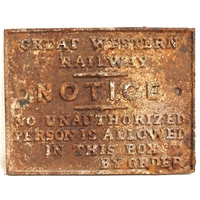 GREAT WESTERN
RAILWAY
NOTICE
NO UNAUTHORIZED
PERSON IS ALLOWED
IN THIS BOX
BY ORDER